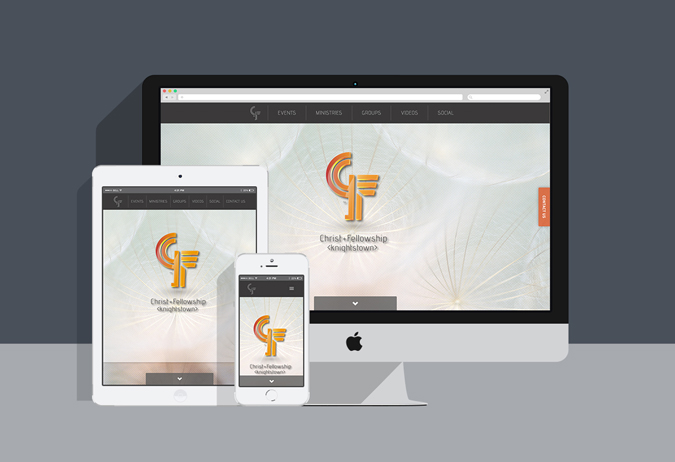 EVENTS MINISTRIES GROUPS VIDEOS SOCIAL
CONTACT US
Christ + Fellowship
<knightstown>
EVENTS MINISTRIES GROUPS VIDEOS SOCIAL CONTACT US
Christ + Fellowship
<knightstown>
Christ + Fellowship
<knightstown>